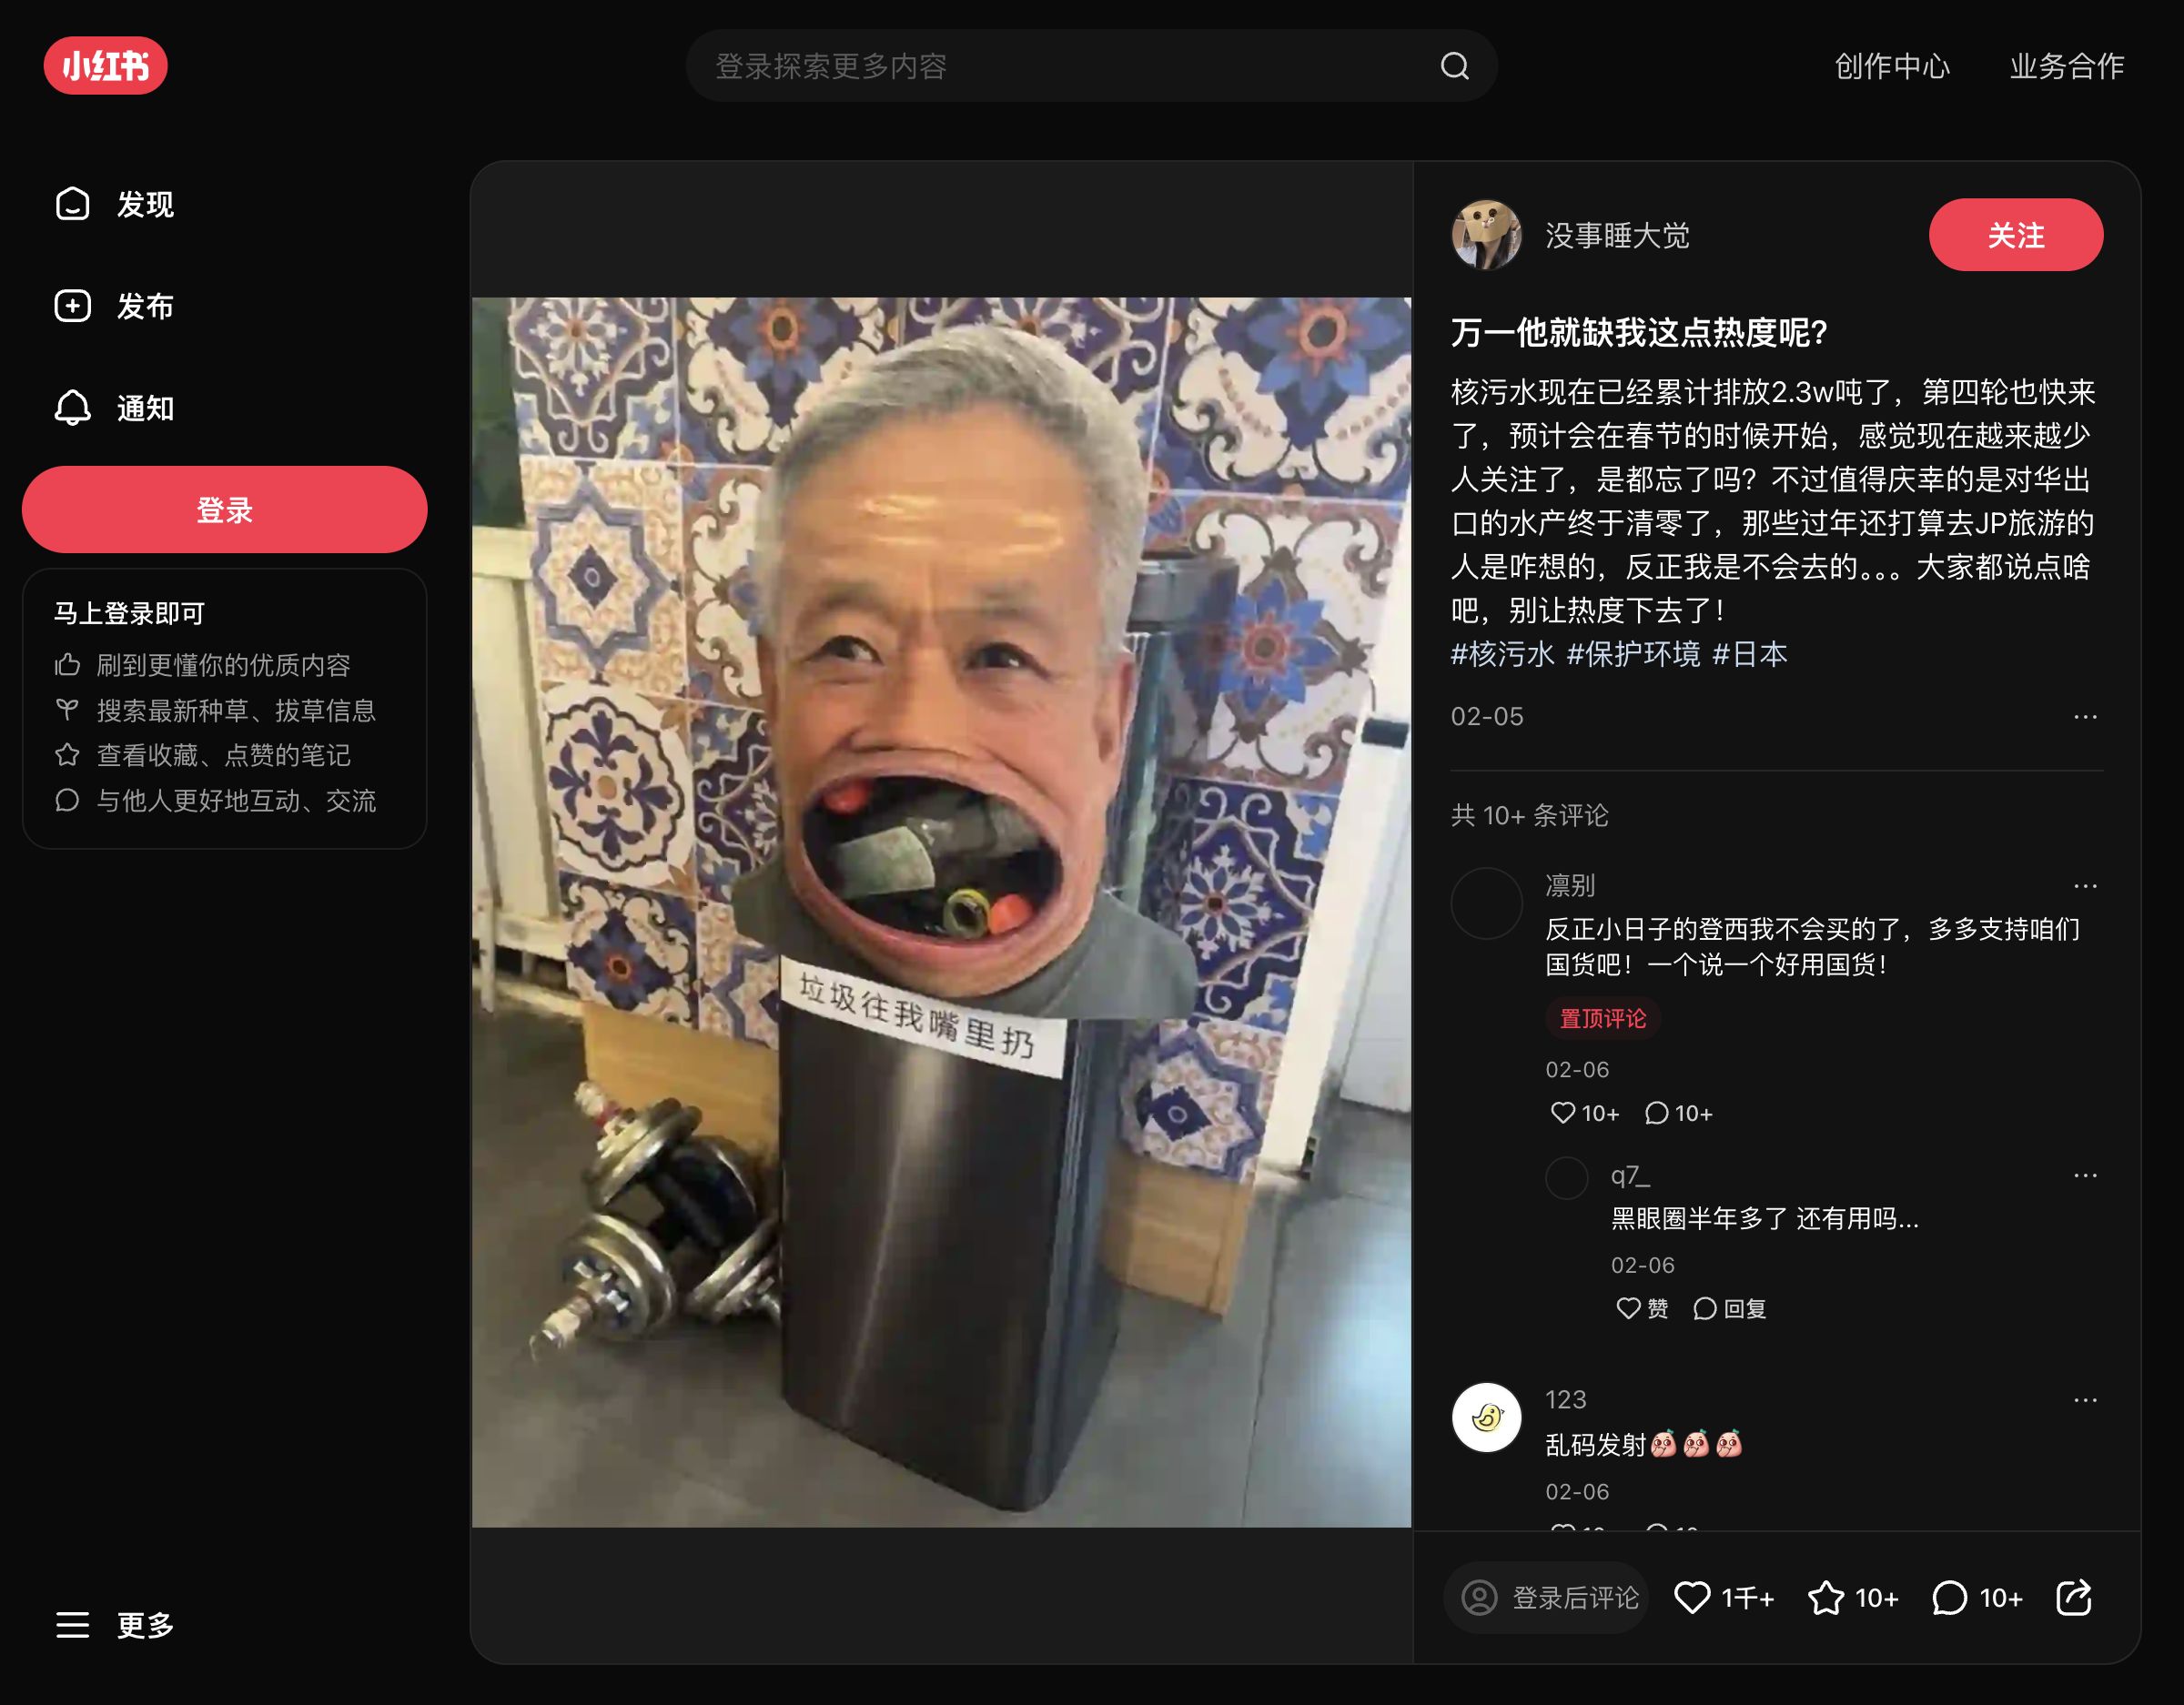 小红书
登录探索更多内容
创作中心
业务合作
发现
发布
通知
登录
马上登录即可
刷到更懂你的优质内容
搜索最新种草、拔草信息
查看收藏、点赞的笔记
与他人更好地互动、交流
更多
垃圾往我嘴里扔
没事睡大觉
关注
万一他就缺我这点热度呢?
核污水现在已经累计排放2.3w吨了，第四轮也快来
了，预计会在春节的时候开始，感觉现在越来越少
人关注了，是都忘了吗？不过值得庆幸的是对华出
口的水产终于清零了，那些过年还打算去JP旅游的
人是咋想的，反正我是不会去的。。。大家都说点啥
吧，别让热度下去了！
#核污水 #保护环境 #日本
02-05
共 10+ 条评论
凛别
反正小日子的登西我不会买的了，多多支持咱们
国货吧！一个说一个好用国货！
置顶评论
02-06
10+ 10+
q7_
黑眼圈半年多了 还有用吗...
02-06
赞 回复
123
乱码发射
02-06
登录后评论
1千+ 10+ 10+